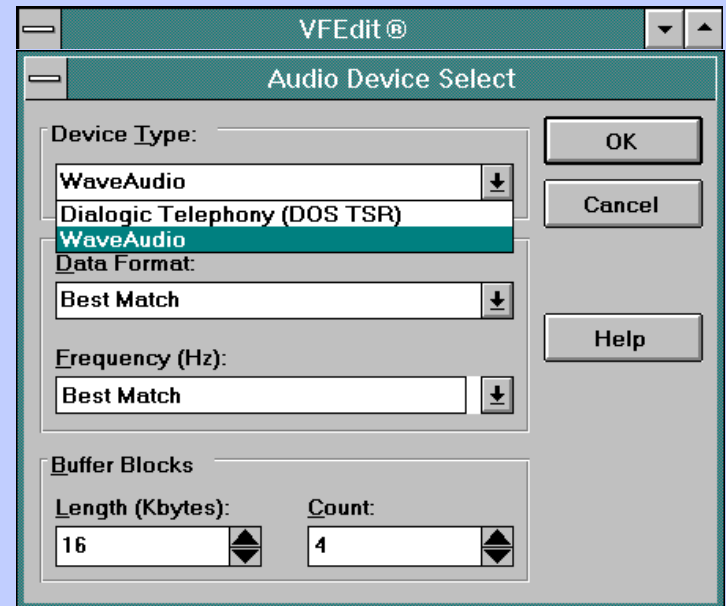 VFEdit®
Audio Device Select
Device Type:
WaveAudio
Dialogic Telephony (DOS TSR)
WaveAudio
Data Format:
Best Match
Frequency (Hz):
Best Match
Buffer Blocks
Length (Kbytes): Count:
16 4
OK
Cancel
Help